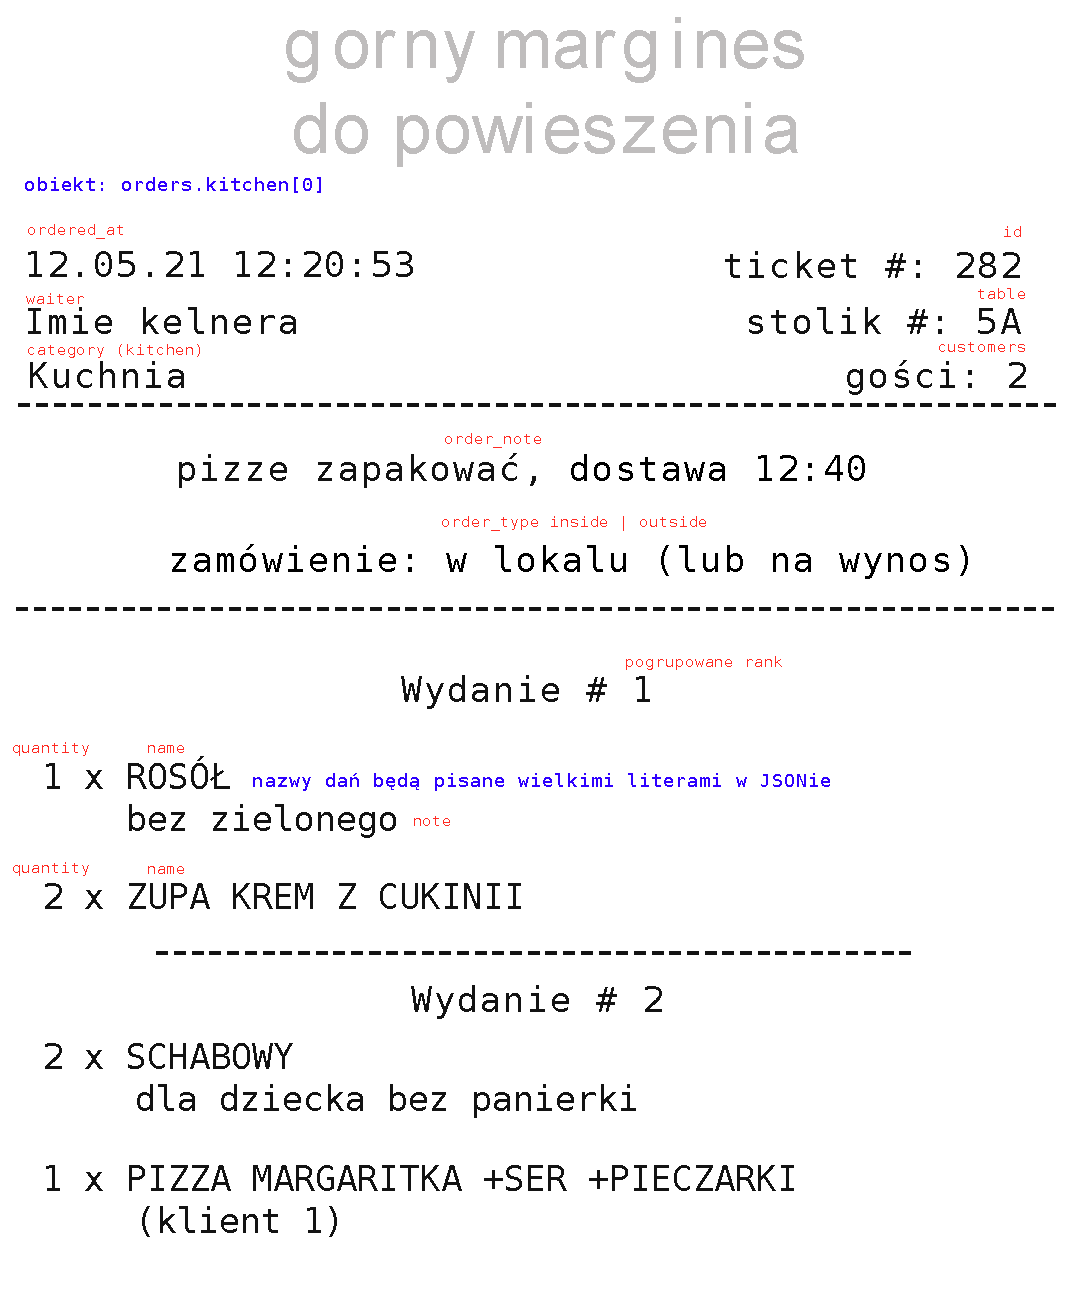 gorny margines
do powieszenia
obiekt: orders.kitchen[0]
ordered_at id
12.05.21 12:20:53 ticket #: 282
waiter table
Imie kelnera stolik #: 5A
category (kitchen) customers
Kuchnia gości: 2
order_note
pizze zapakować, dostawa 12:40
order_type inside | outside
zamówienie: w lokalu (lub na wynos)
pogrupowane rank
Wydanie # 1
quantity name
1 x ROSÓŁ nazwy dań będą pisane wielkimi literami w JSONie
bez zielonego note
quantity name
2 x ZUPA KREM Z CUKINII
Wydanie # 2
2 x SCHABOWY
dla dziecka bez panierki
1 x PIZZA MARGARITKA +SER +PIECZARKI
(klient 1)